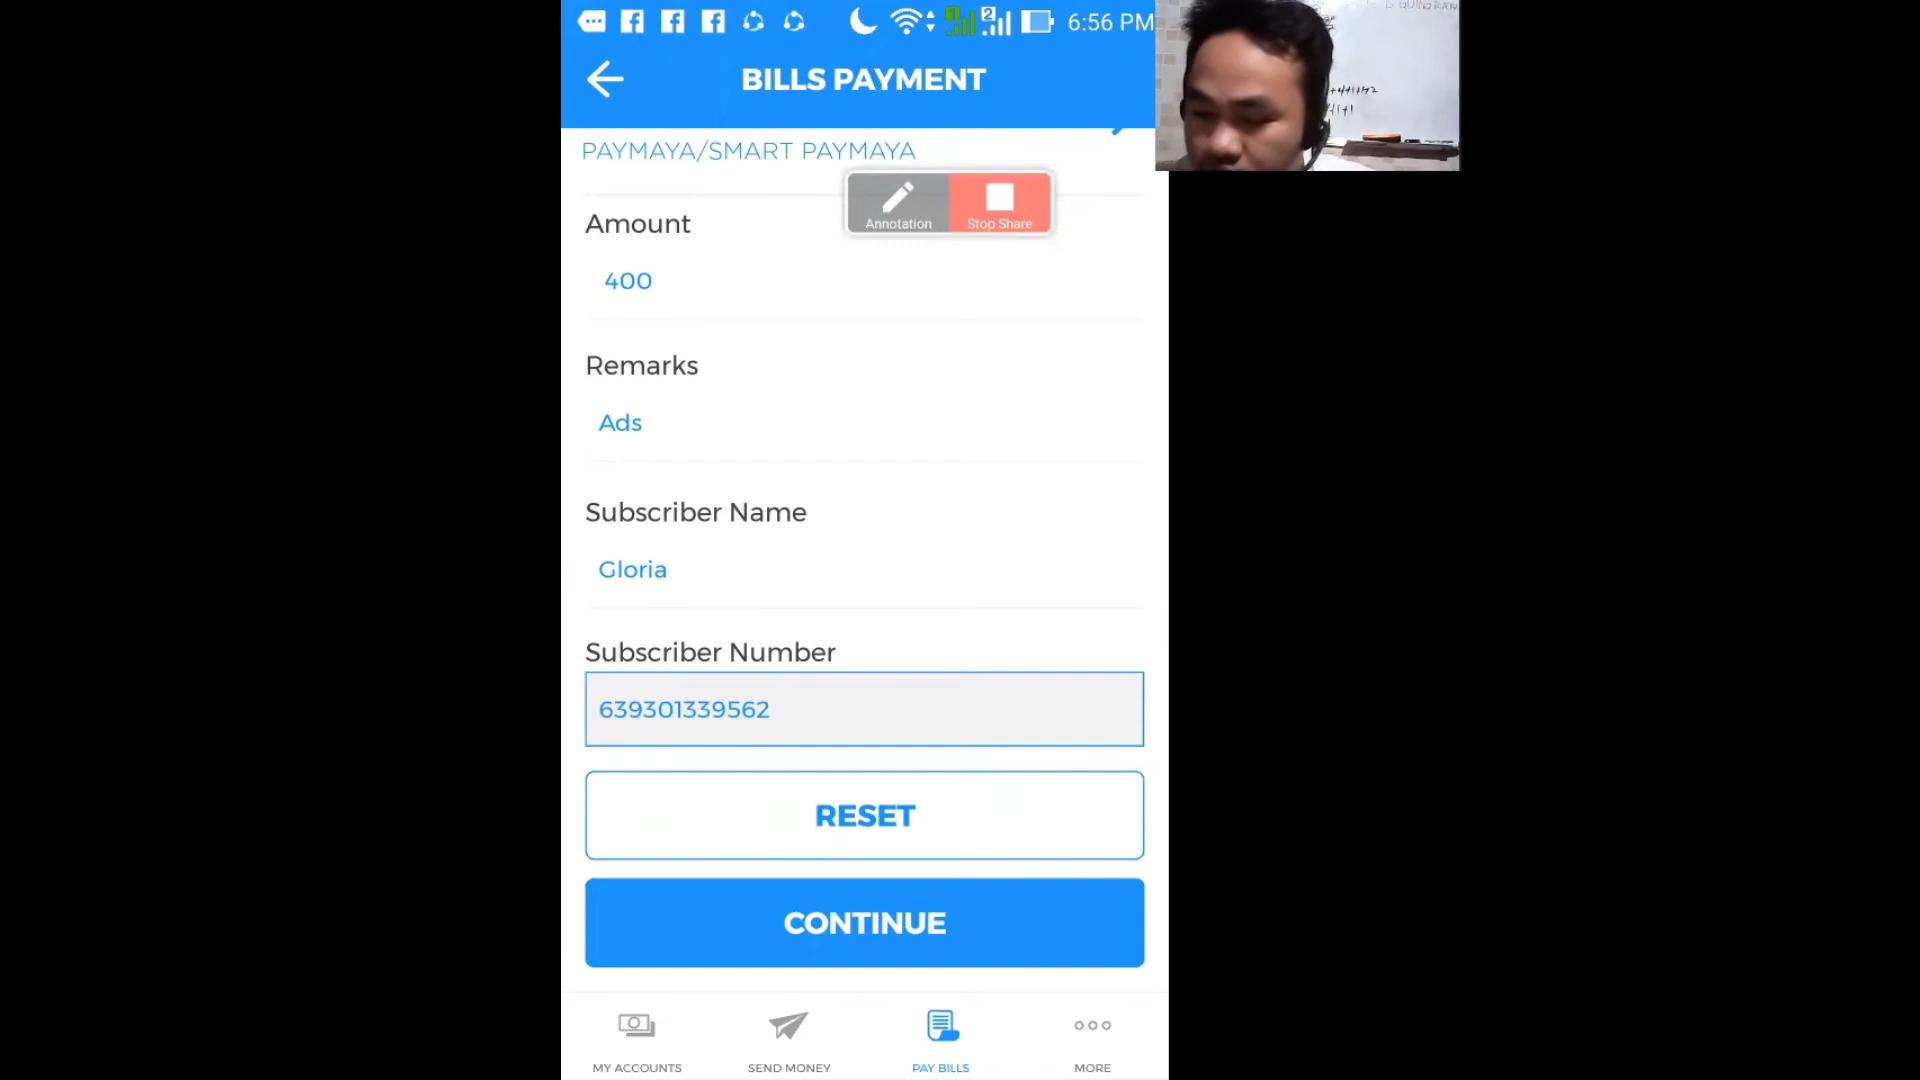 6:56 PM
BILLS PAYMENT
PAYMAYA/SMART PAYMAYA
Annotation
Stop Share
Amount
400
Remarks
Ads
Subscriber Name
Gloria
Subscriber Number
639301339562
RESET
CONTINUE
MY ACCOUNTS
SEND MONEY
PAY BILLS
MORE